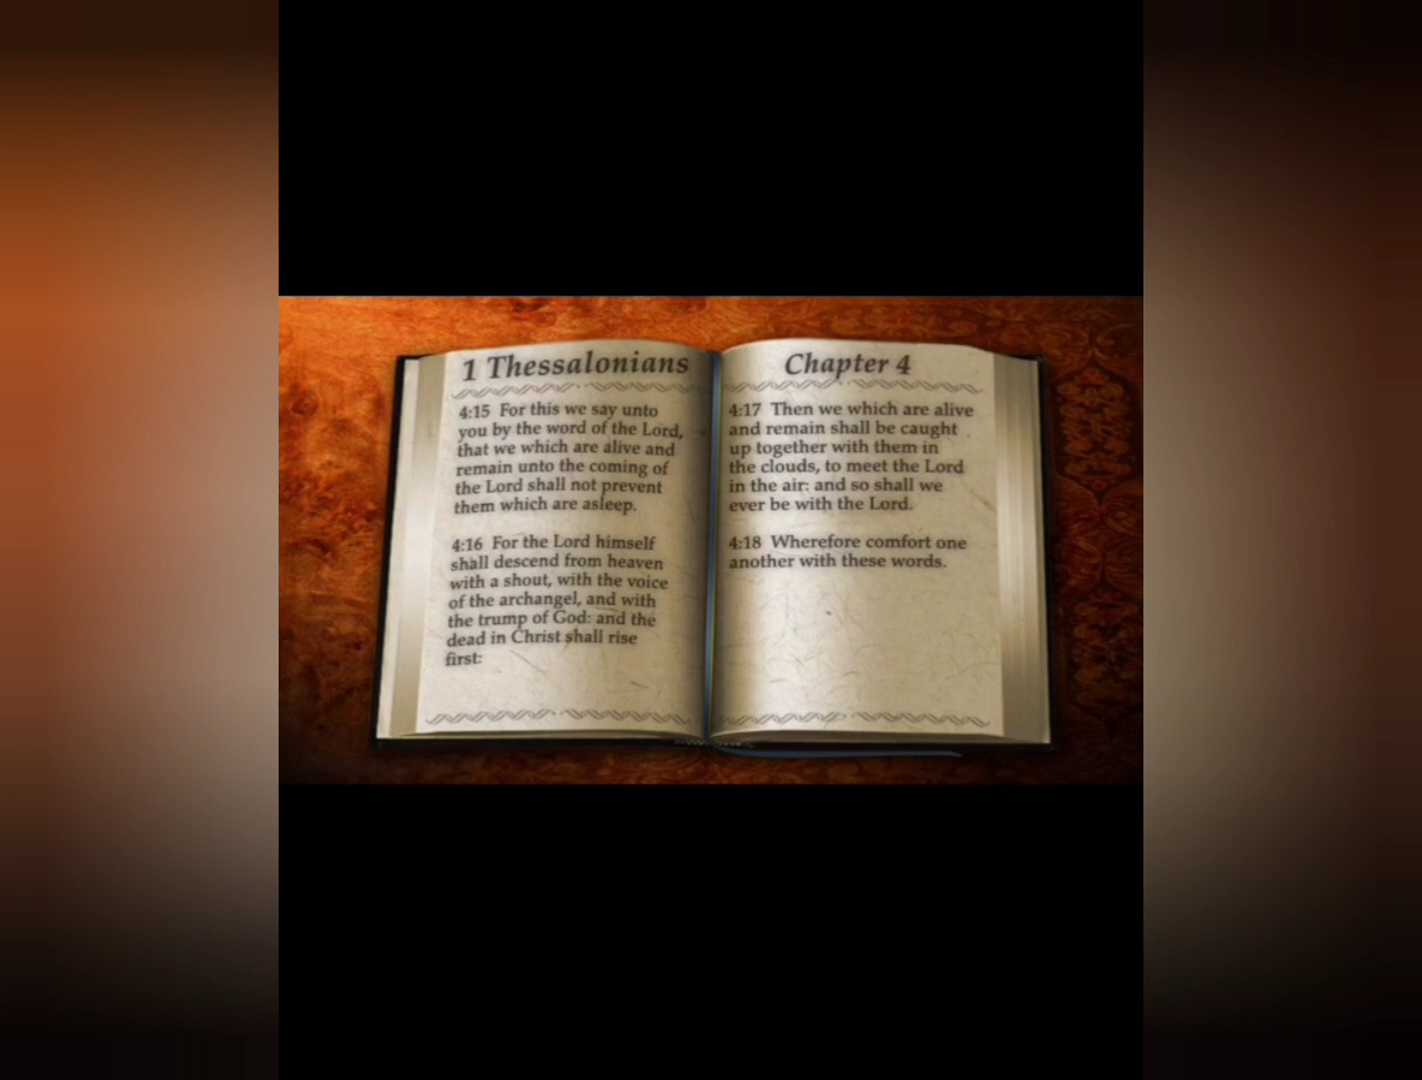 1 Thessalonians
4:15 For this we say unto
you by the word of the Lord,
that we which are alive and
remain unto the coming of
the Lord shall not prevent
them which are asleep.
4:16 For the Lord himself
shall descend from heaven
with a shout, with the voice
of the archangel, and with
the trump of God: and the
dead in Christ shall rise
first:
Chapter 4
4:17 Then we which are alive
and remain shall be caught
up together with them in
the clouds, to meet the Lord
in the air: and so shall we
ever be with the Lord.
4:18 Wherefore comfort one
another with these words.